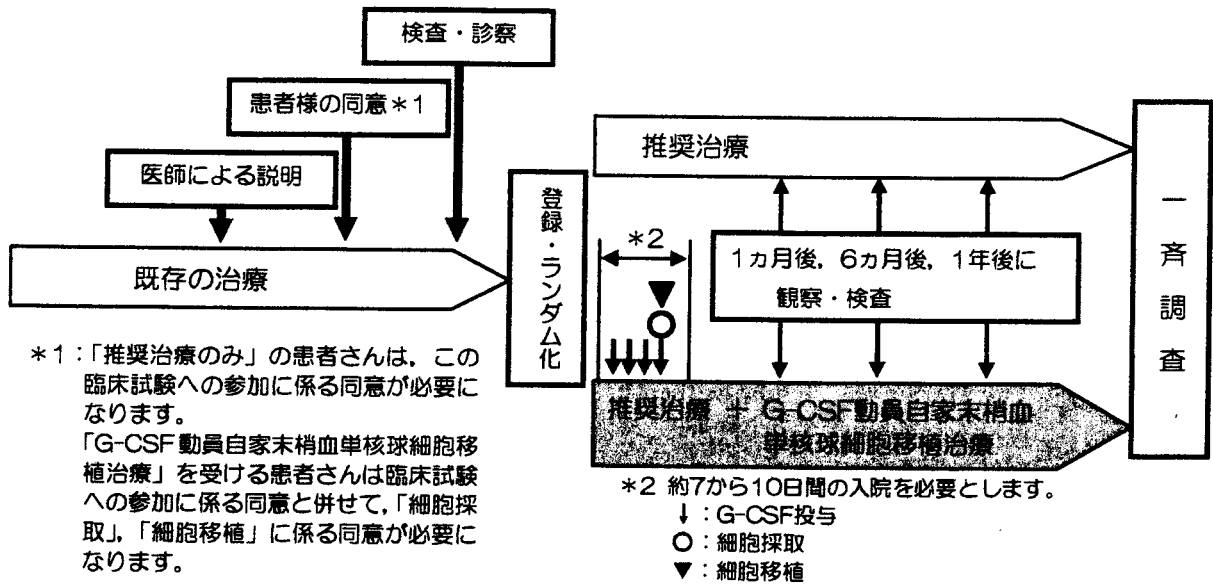 検査・診察
患者様の同意＊1
医師による説明
既存の治療
登録・ランダム化
推奨治療
＊2
1ヵ月後，6ヵ月後，1年後に
観察・検査
推奨治療 ＋ G-CSF動員自家末梢血
単核球細胞移植治療
一斉調査
＊1：「推奨治療のみ」の患者さんは，この
臨床試験への参加に係る同意が必要に
なります。
「G-CSF動員自家末梢血単核球細胞移
植治療」を受ける患者さんは臨床試験
への参加に係る同意と併せて，「細胞採
取」，「細胞移植」に係る同意が必要に
なります。
＊2 約7から10日間の入院を必要とします。
↓：G-CSF投与
○：細胞採取
▼：細胞移植